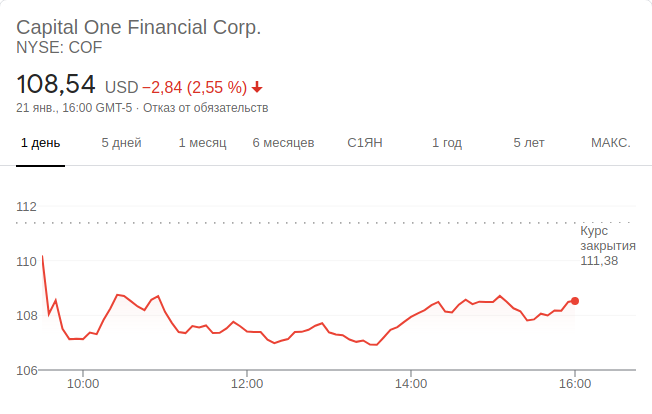 Capital One Financial Corp.
NYSE: COF
108,54 USD −2,84 (2,55 %)
21 янв., 16:00 GMT-5 · Отказ от обязательств
1 день 5 дней 1 месяц 6 месяцев С1ЯН 1 год 5 лет МАКС.
112
Курс
закрытия
111,38
110
108
106
10:00 12:00 14:00 16:00